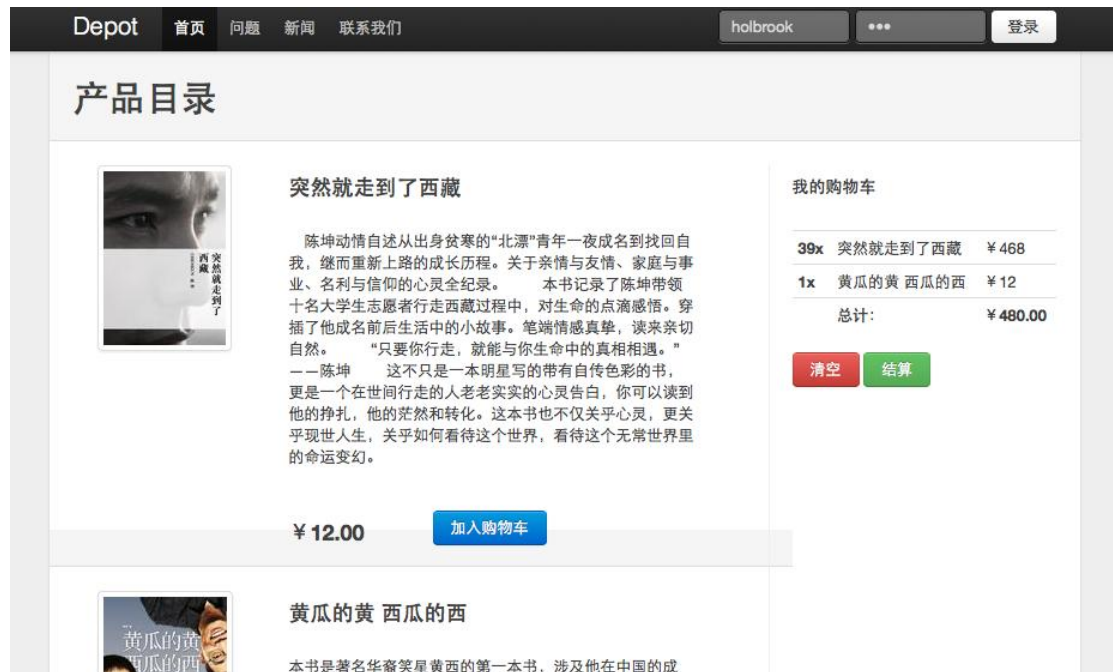 Depot 首页 问题 新闻 联系我们 holbrook ••• 登录
产品目录
突然就走到了西藏
陈坤动情自述从出身贫寒的“北漂”青年一夜成名到找回自
我，继而重新上路的成长历程。关于亲情与友情、家庭与事
业、名利与信仰的心灵全纪录。 本书记录了陈坤带领
十名大学生志愿者行走西藏过程中，对生命的点滴感悟。穿
插了他成名前后生活中的小故事。笔端情感真挚，读来亲切
自然。 “只要你行走，就能与你生命中的真相相遇。”
——陈坤 这不只是一本明星写的带有自传色彩的书，
更是一个在世间行走的人老老实实的心灵告白，你可以读到
他的挣扎，他的茫然和转化。这本书也不仅关乎心灵，更关
乎现世人生，关乎如何看待这个世界，看待这个无常世界里
的命运变幻。
¥12.00 加入购物车
突然就走到了
西藏
我的购物车
39x 突然就走到了西藏 ¥468
1x 黄瓜的黄 西瓜的西 ¥12
总计： ¥480.00
清空 结算
黄瓜的黄 西瓜的西
本书是著名华裔笑星黄西的第一本书，涉及他在中国的成
黄瓜的黄
西瓜的西